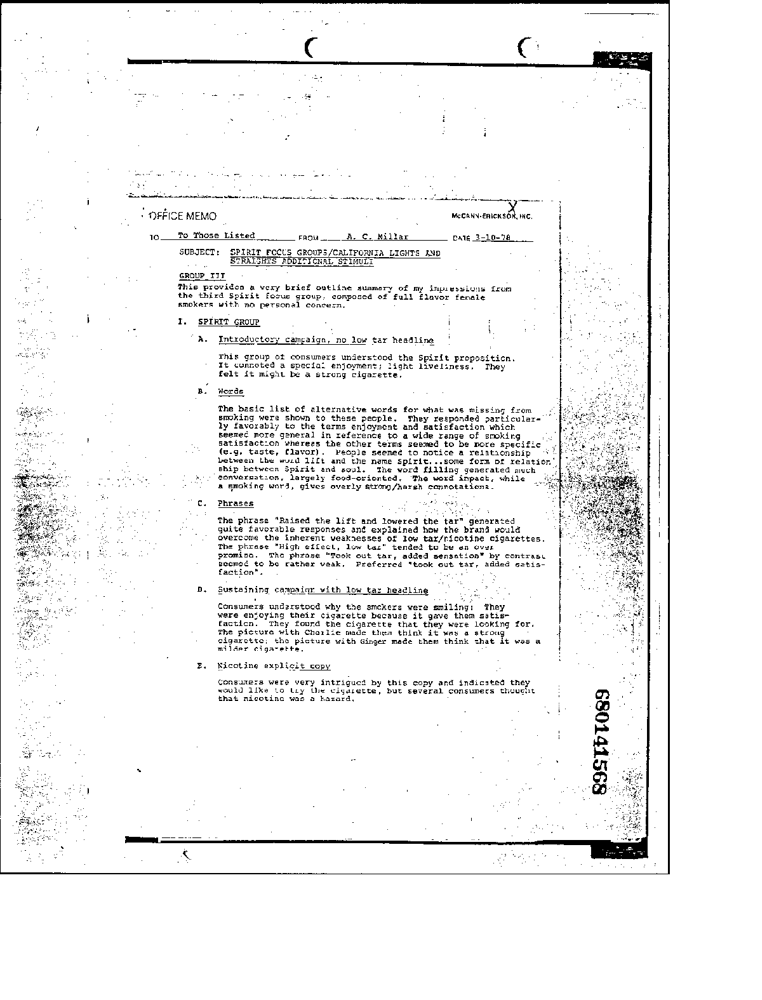 OFFICE MEMO
McCANN-ERICKSON, INC.
TO To Those Listed FROM A. C. Millar DATE 3-10-78
SUBJECT: SPIRIT FOCUS GROUPS/CALIFORNIA LIGHTS AND
STRAIGHTS ADDITIONAL STIMULI
GROUP III
This provides a very brief outline summary of my impressions from
the third Spirit focus group, composed of full flavor female
smokers with no personal concern.
I. SPIRIT GROUP
A. Introductory campaign, no low tar headline
This group of consumers understood the Spirit proposition.
It connoted a special enjoyment; light liveliness. They
felt it might be a strong cigarette.
B. Words
The basic list of alternative words for what was missing from
smoking were shown to these people. They responded particular-
ly favorably to the terms enjoyment and satisfaction which
seemed more general in reference to a wide range of smoking
satisfaction whereas the other terms seemed to be more specific
(e.g. taste, flavor). People seemed to notice a relationship
between the word lift and the name spirit...some form of relation
ship between Spirit and soul. The word filling generated much
conversation, largely food-oriented. The word impact, while
a smoking word, gives overly strong/harsh connotations.
C. Phrases
The phrase "Raised the lift and lowered the tar" generated
quite favorable responses and explained how the brand would
overcome the inherent weaknesses of low tar/nicotine cigarettes.
The phrase "High effect, low tar" tended to be an over
promise. The phrase "Took out tar, added sensation" by contrast
seemed to be rather weak. Preferred "took out tar, added satis-
faction".
D. Sustaining campaign with low tar headline
Consumers understood why the smokers were smiling: They
were enjoying their cigarette because it gave them satis-
faction. They found the cigarette that they were looking for.
The picture with Charlie made them think it was a strong
cigarette; the picture with Ginger made them think that it was a
milder cigarette.
E. Nicotine explicit copy
Consumers were very intrigued by this copy and indicated they
would like to try the cigarette, but several consumers thought
that nicotine was a hazard.
680141568